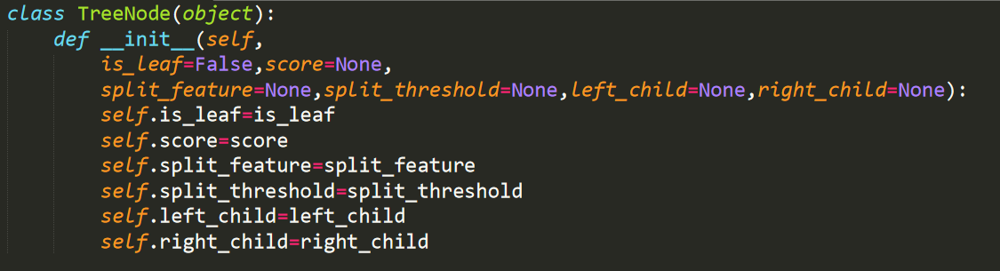 class TreeNode(object):
    def __init__(self,
        is_leaf=False,score=None,
        split_feature=None,split_threshold=None,left_child=None,right_child=None):
        self.is_leaf=is_leaf
        self.score=score
        self.split_feature=split_feature
        self.split_threshold=split_threshold
        self.left_child=left_child
        self.right_child=right_child